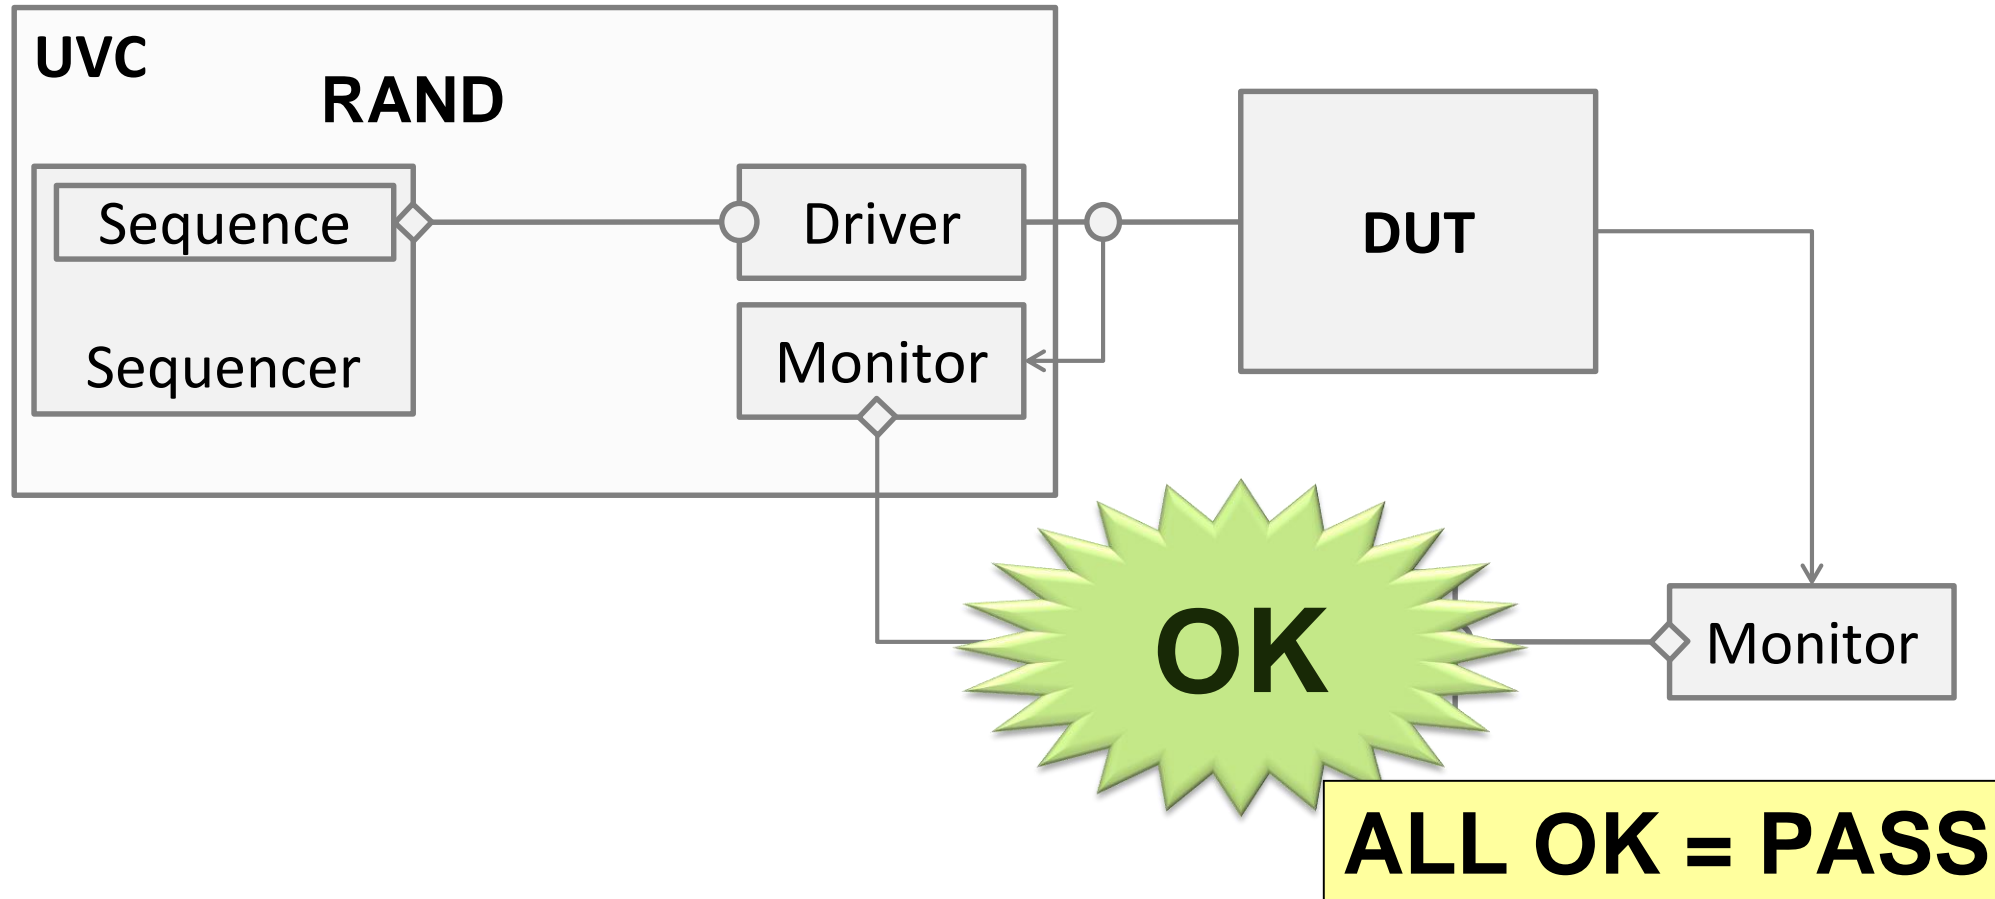 UVC
RAND
Sequence
Sequencer
Driver
Monitor
DUT
OK
Monitor
ALL OK = PASS